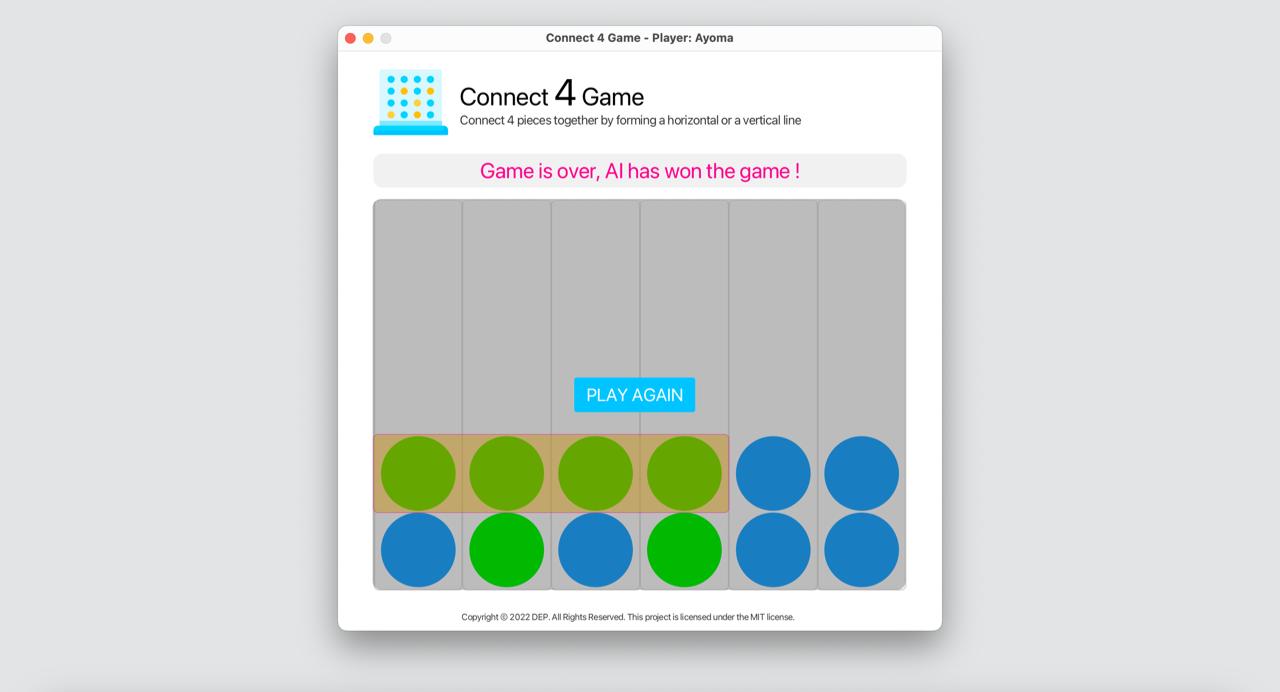 Connect 4 Game - Player: Ayoma
Connect 4 Game
Connect 4 pieces together by forming a horizontal or a vertical line
Game is over, AI has won the game !
PLAY AGAIN
Copyright © 2022 DEP. All Rights Reserved. This project is licensed under the MIT license.